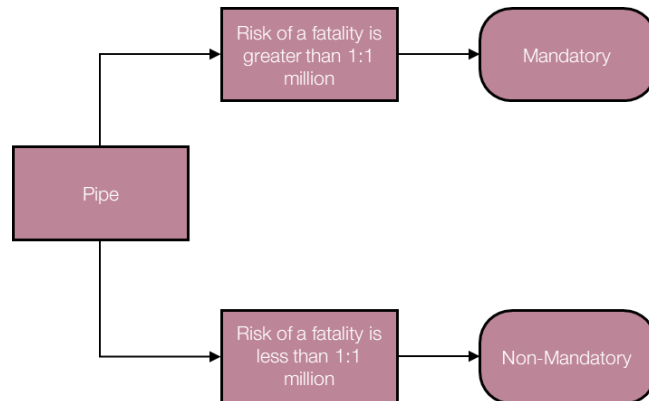 Risk of a fatality is
greater than 1:1
million
Mandatory
Pipe
Risk of a fatality is
less than 1:1
million
Non-Mandatory